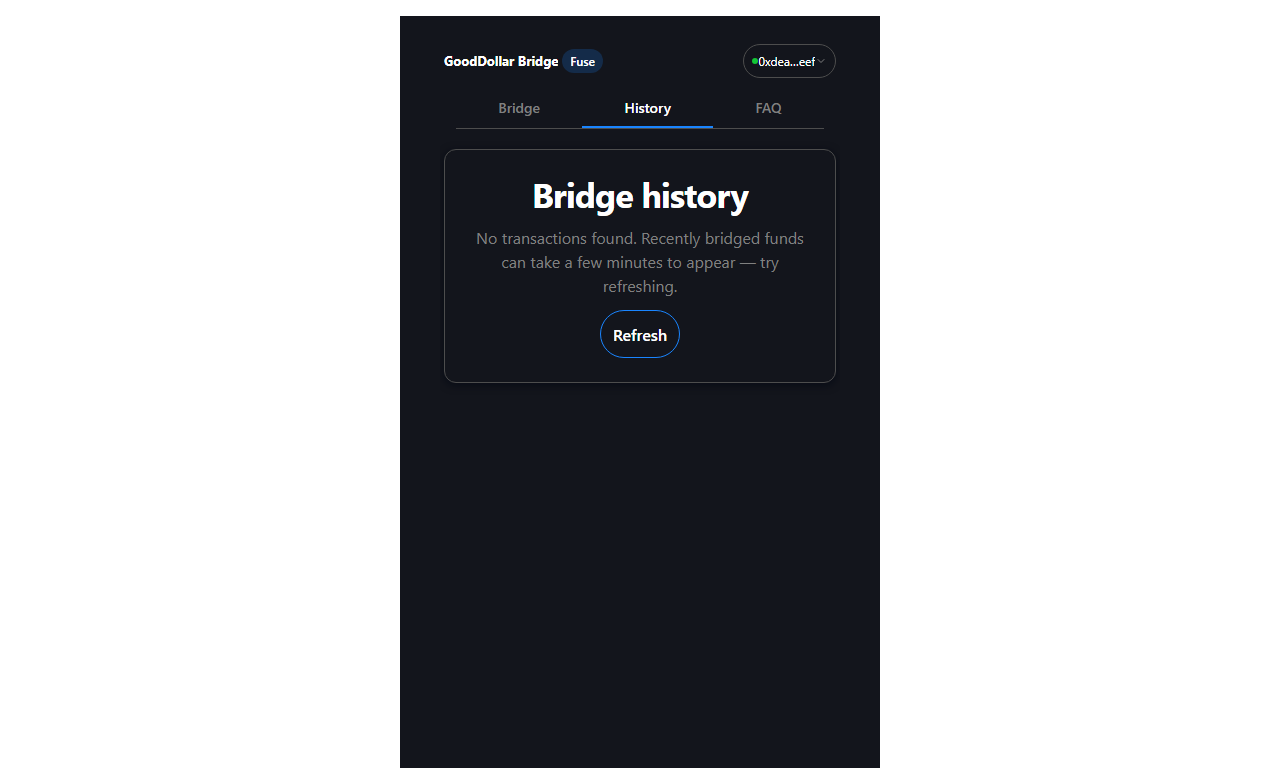 GoodDollar Bridge Fuse 0xdea...eef
Bridge History FAQ
Bridge history
No transactions found. Recently bridged funds
can take a few minutes to appear — try
refreshing.
Refresh